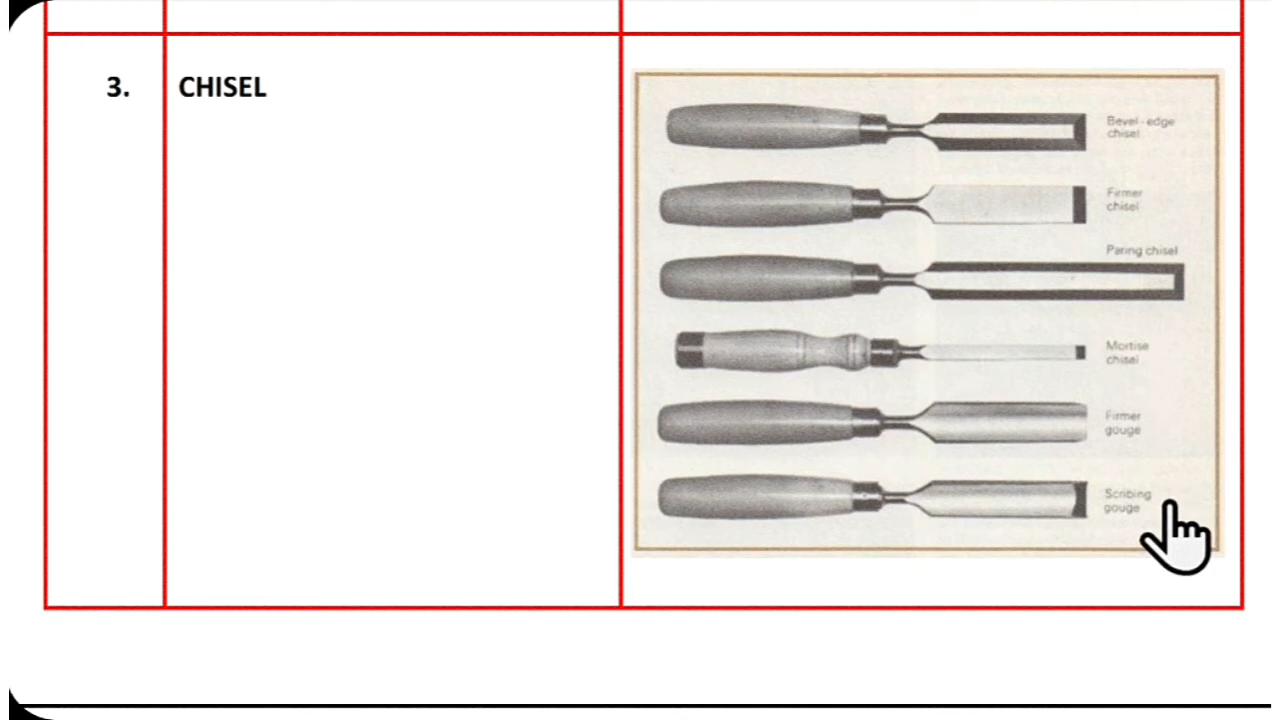 3. CHISEL
Bevel-edge
chisel
Firmer
chisel
Paring chisel
Mortise
chisel
Firmer
gouge
Scribing
gouge